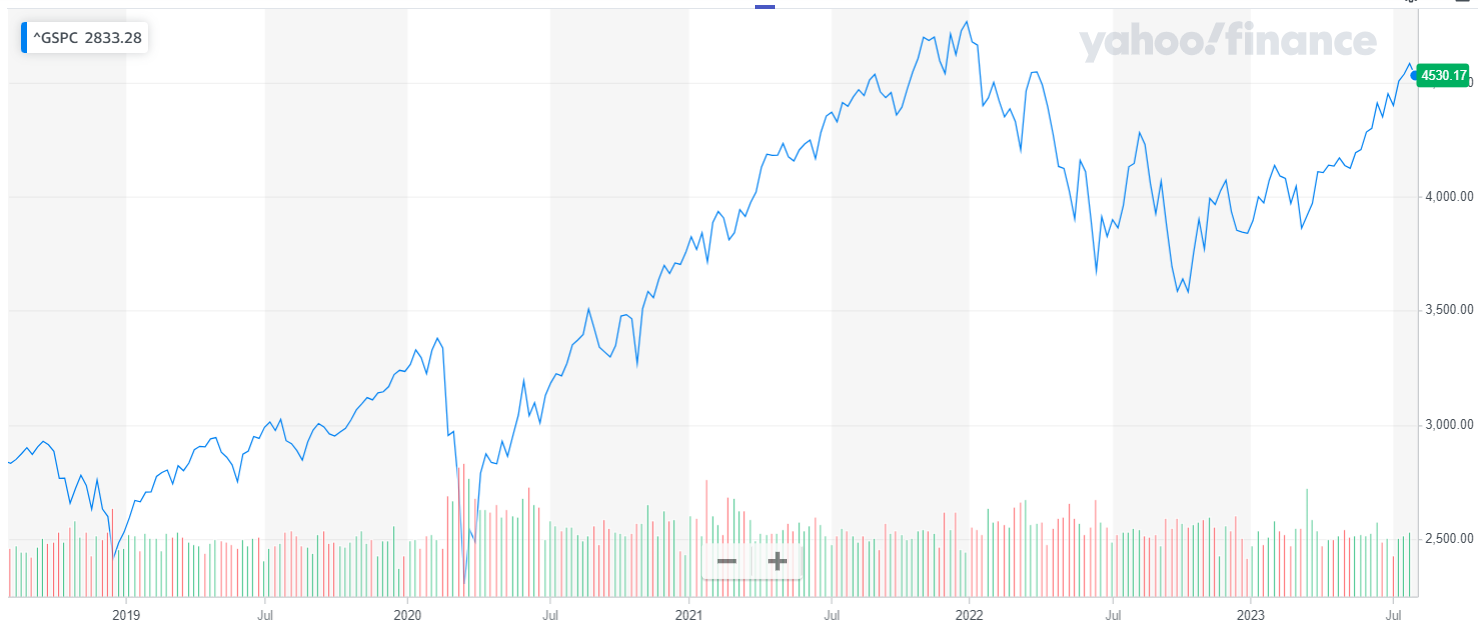 ^GSPC 2833.28
yahoo!finance
4530.17
4,000.00
3,500.00
3,000.00
2,500.00
2019 Jul 2020 Jul 2021 Jul 2022 Jul 2023 Jul